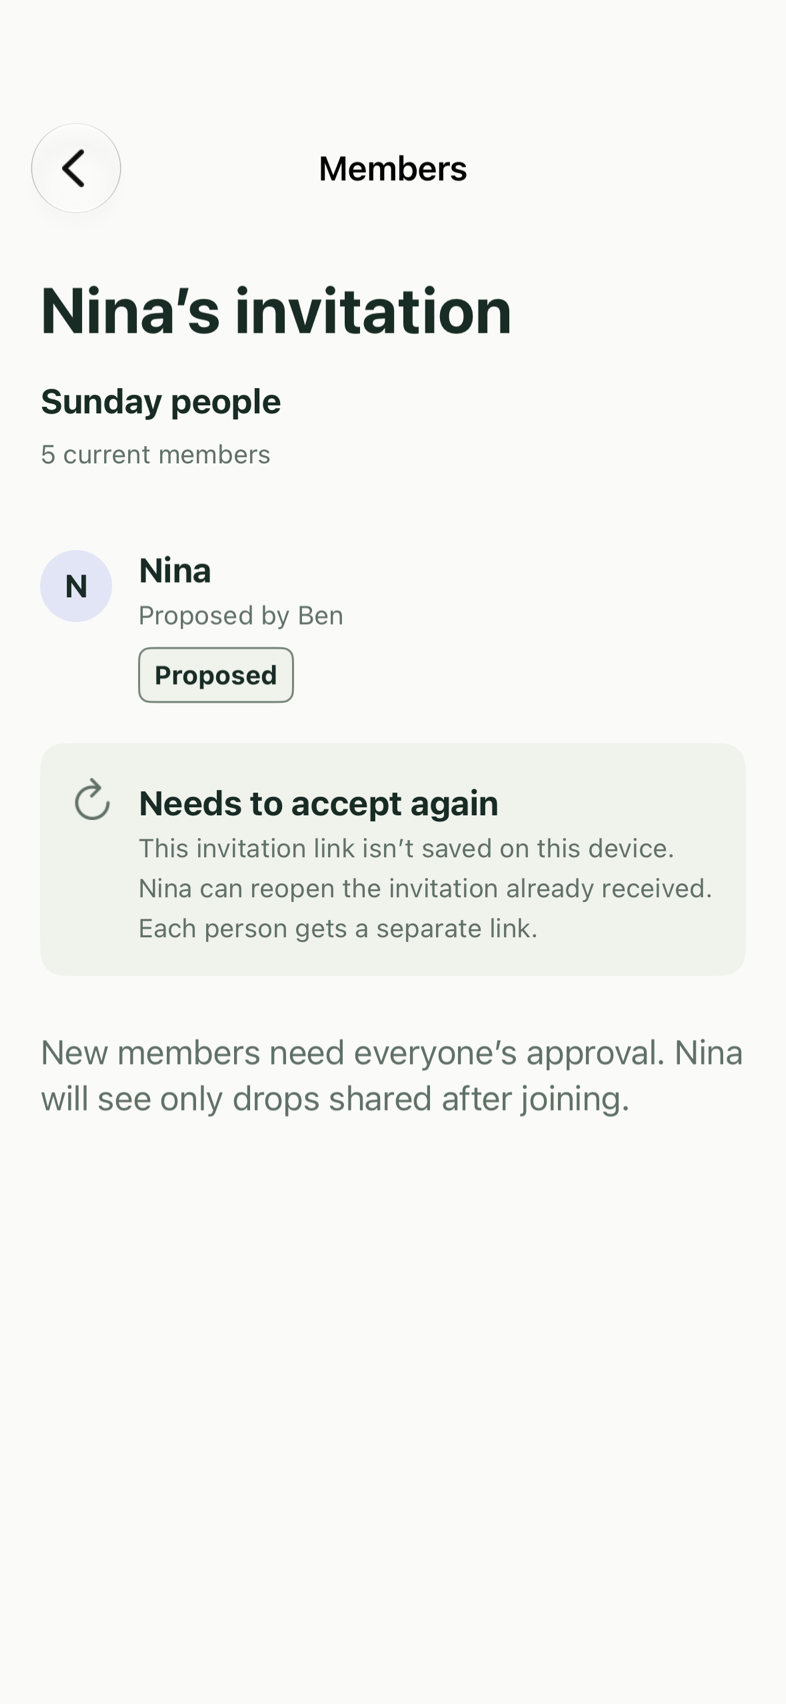 Members
Nina’s invitation
Sunday people
5 current members
N
Nina
Proposed by Ben
Proposed
Needs to accept again
This invitation link isn’t saved on this device.
Nina can reopen the invitation already received.
Each person gets a separate link.
New members need everyone’s approval. Nina
will see only drops shared after joining.